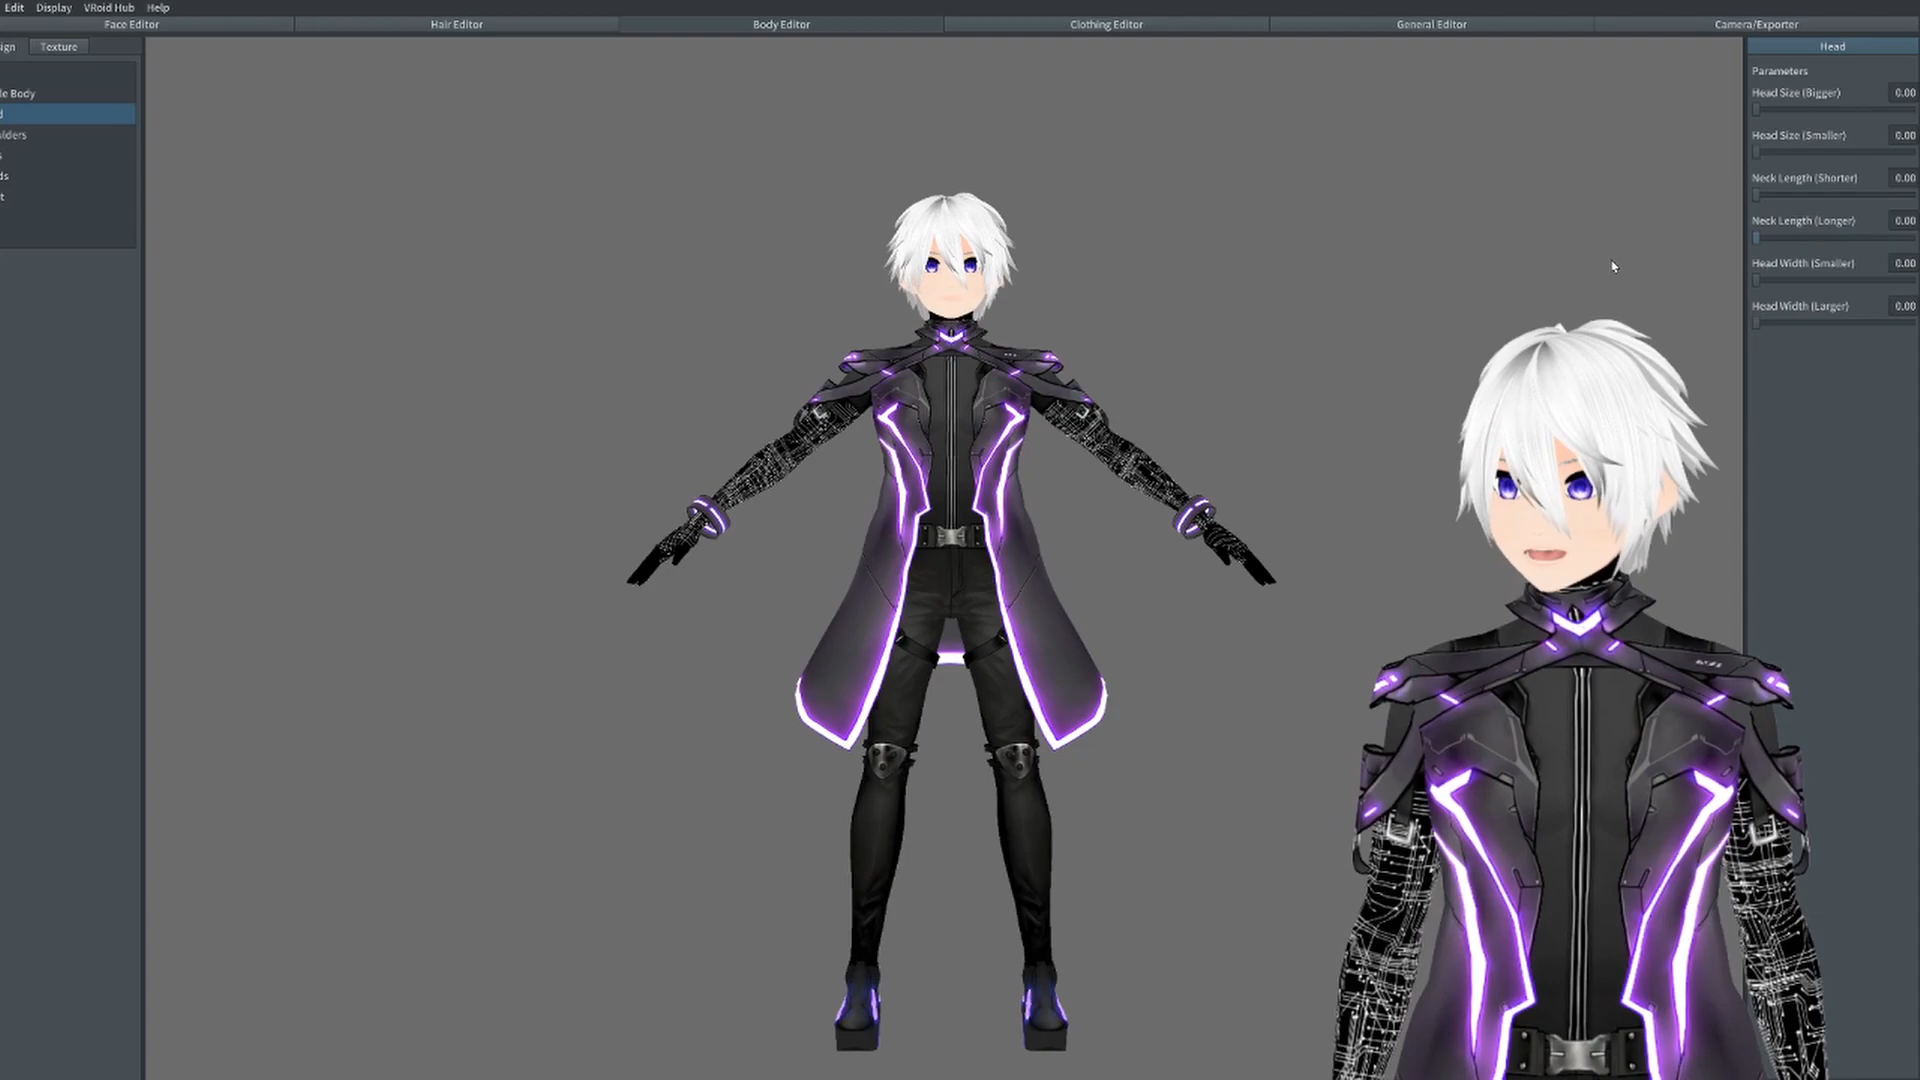 Edit Display VRoid Hub Help
Face Editor Hair Editor Body Editor Clothing Editor General Editor Camera/Exporter
ign Texture
le Body
d
ulders
s
ds
t
Head
Parameters
Head Size (Bigger) 0.00
Head Size (Smaller) 0.00
Neck Length (Shorter) 0.00
Neck Length (Longer) 0.00
Head Width (Smaller) 0.00
Head Width (Larger) 0.00